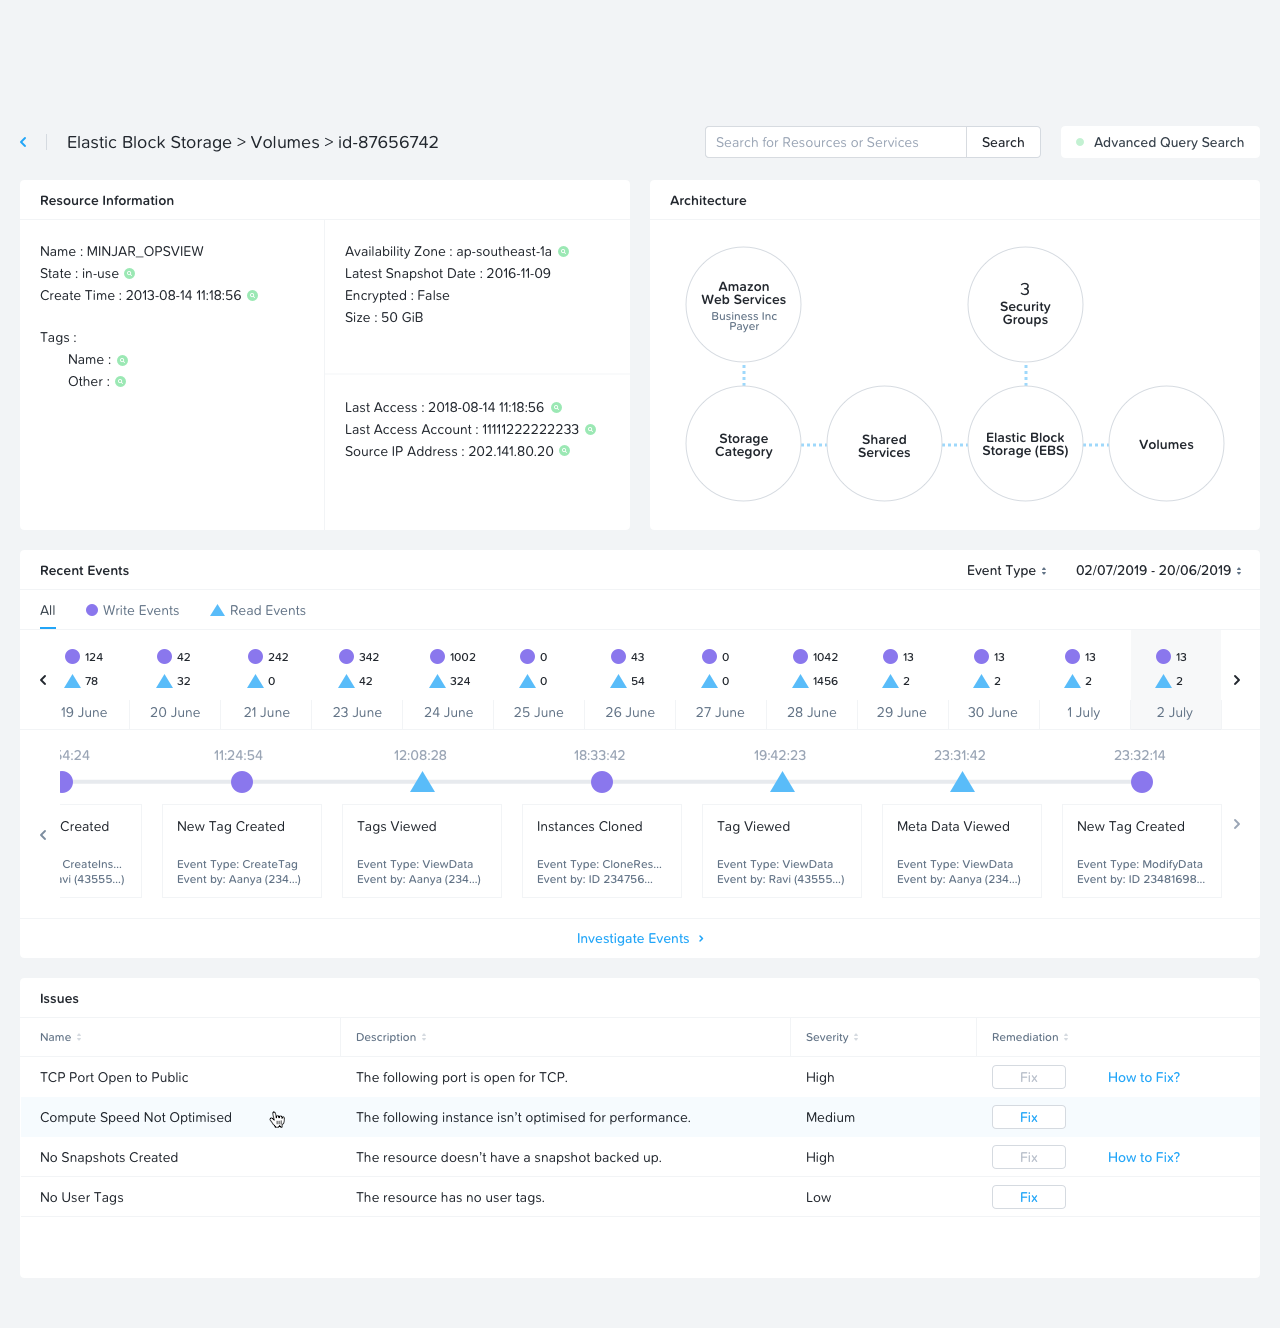 Elastic Block Storage > Volumes > id-87656742
Search for Resources or Services
Search
Advanced Query Search
Resource Information
Name : MINJAR_OPSVIEW
State : in-use
Create Time : 2013-08-14 11:18:56
Tags :
Name :
Other :
Availability Zone : ap-southeast-1a
Latest Snapshot Date : 2016-11-09
Encrypted : False
Size : 50 GiB
Last Access : 2018-08-14 11:18:56
Last Access Account : 11111222222233
Source IP Address : 202.141.80.20
Architecture
Amazon
Web Services
Business Inc
Payer
3
Security
Groups
Storage
Category
Shared
Services
Elastic Block
Storage (EBS)
Volumes
Recent Events
Event Type
02/07/2019 - 20/06/2019
All
Write Events
Read Events
124 42 242 342 1002 0 43 0 1042 13 13 13 13
78 32 0 42 324 0 54 0 1456 2 2 2 2
19 June 20 June 21 June 23 June 24 June 25 June 26 June 27 June 28 June 29 June 30 June 1 July 2 July
54:24 11:24:54 12:08:28 18:33:42 19:42:23 23:31:42 23:32:14
Created
CreateIns...
avi (43555...)
New Tag Created
Event Type: CreateTag
Event by: Aanya (234...)
Tags Viewed
Event Type: ViewData
Event by: Aanya (234...)
Instances Cloned
Event Type: CloneRes...
Event by: ID 234756...
Tag Viewed
Event Type: ViewData
Event by: Ravi (43555...)
Meta Data Viewed
Event Type: ViewData
Event by: Aanya (234...)
New Tag Created
Event Type: ModifyData
Event by: ID 23481698...
Investigate Events
Issues
Name Description Severity Remediation
TCP Port Open to Public The following port is open for TCP. High Fix How to Fix?
Compute Speed Not Optimised The following instance isn't optimised for performance. Medium Fix
No Snapshots Created The resource doesn't have a snapshot backed up. High Fix How to Fix?
No User Tags The resource has no user tags. Low Fix